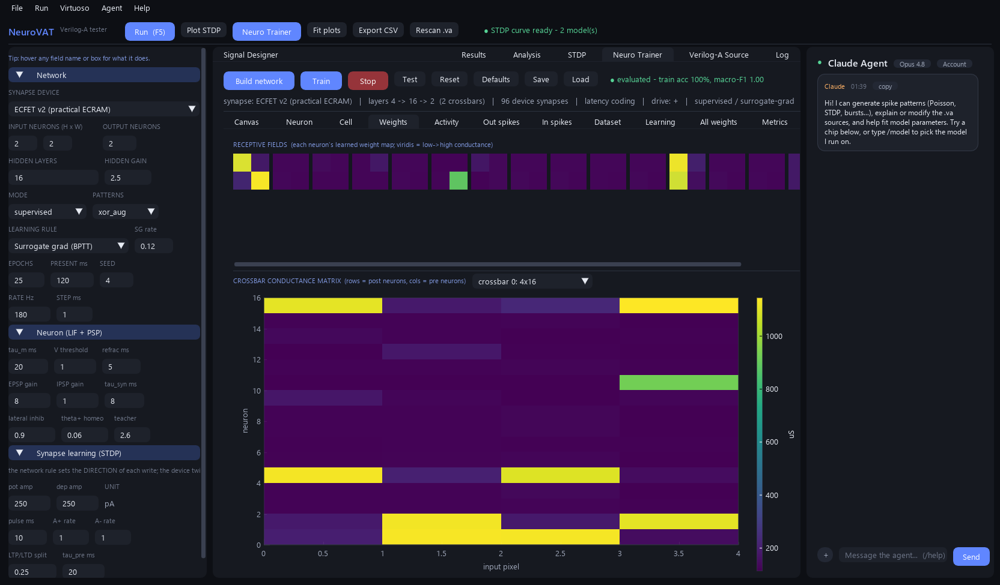 File Run Virtuoso Agent Help
NeuroVAT Verilog-A tester Run (F5) Plot STDP Neuro Trainer Fit plots Export CSV Rescan .va ● STDP curve ready - 2 model(s)
Tip: hover any field name or box for what it does.
▼ Network
SYNAPSE DEVICE
ECFET v2 (practical ECRAM) ▼
INPUT NEURONS (H x W) OUTPUT NEURONS
2 2 2
HIDDEN LAYERS HIDDEN GAIN
16 2.5
MODE PATTERNS
supervised ▼ xor_aug ▼
LEARNING RULE SG rate
Surrogate grad (BPTT) ▼ 0.12
EPOCHS PRESENT ms SEED
25 120 4
RATE Hz STEP ms
180 1
▼ Neuron (LIF + PSP)
tau_m ms V threshold refrac ms
20 1 5
EPSP gain IPSP gain tau_syn ms
8 1 8
lateral inhib theta+ homeo teacher
0.9 0.06 2.6
▼ Synapse learning (STDP)
the network rule sets the DIRECTION of each write; the device twi
pot amp dep amp UNIT
250 250 pA
pulse ms A+ rate A- rate
10 1 1
LTP/LTD split tau_pre ms
0.25 20
Signal Designer Results Analysis STDP Neuro Trainer Verilog-A Source Log
Build network Train Stop Test Reset Defaults Save Load ● evaluated - train acc 100%, macro-F1 1.00
synapse: ECFET v2 (practical ECRAM) | layers 4 -> 16 -> 2 (2 crossbars) | 96 device synapses | latency coding | drive: + | supervised / surrogate-grad
Canvas Neuron Cell Weights Activity Out spikes In spikes Dataset Learning All weights Metrics
RECEPTIVE FIELDS (each neuron's learned weight map; viridis = low->high conductance)
CROSSBAR CONDUCTANCE MATRIX (rows = post neurons, cols = pre neurons) crossbar 0: 4x16 ▼
16
14
12
10
8
6
4
2
0
neuron
0 0.5 1 1.5 2 2.5 3 3.5 4
input pixel
1000
800
600
400
200
nS
Claude Agent Opus 4.8 Account
Claude 01:39 copy
Hi! I can generate spike patterns (Poisson,
STDP, bursts...), explain or modify the .va
sources, and help fit model parameters. Try a
chip below, or type /model to pick the model
I run on.
+ Message the agent... (/help) Send